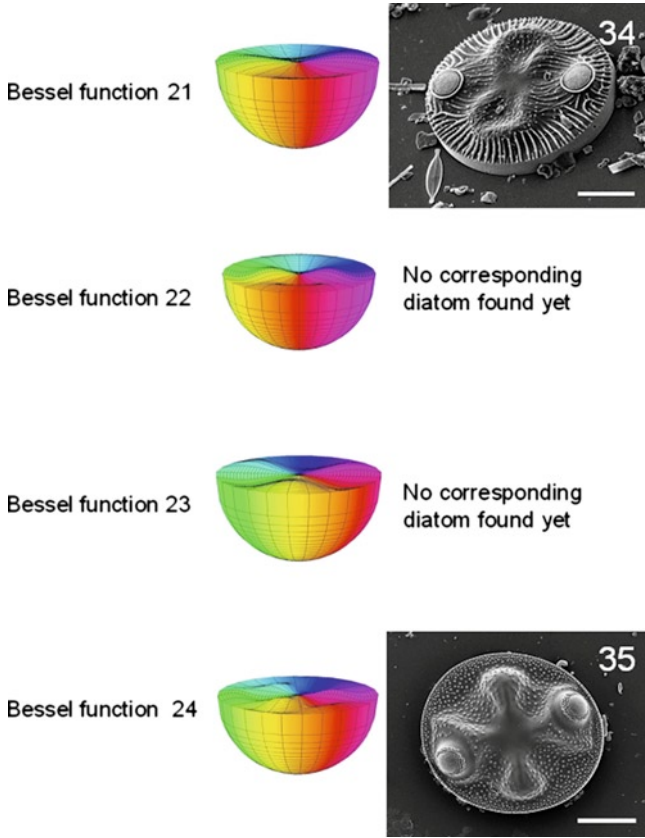 Bessel function 21
34
Bessel function 22
No corresponding
diatom found yet
Bessel function 23
No corresponding
diatom found yet
Bessel function 24
35